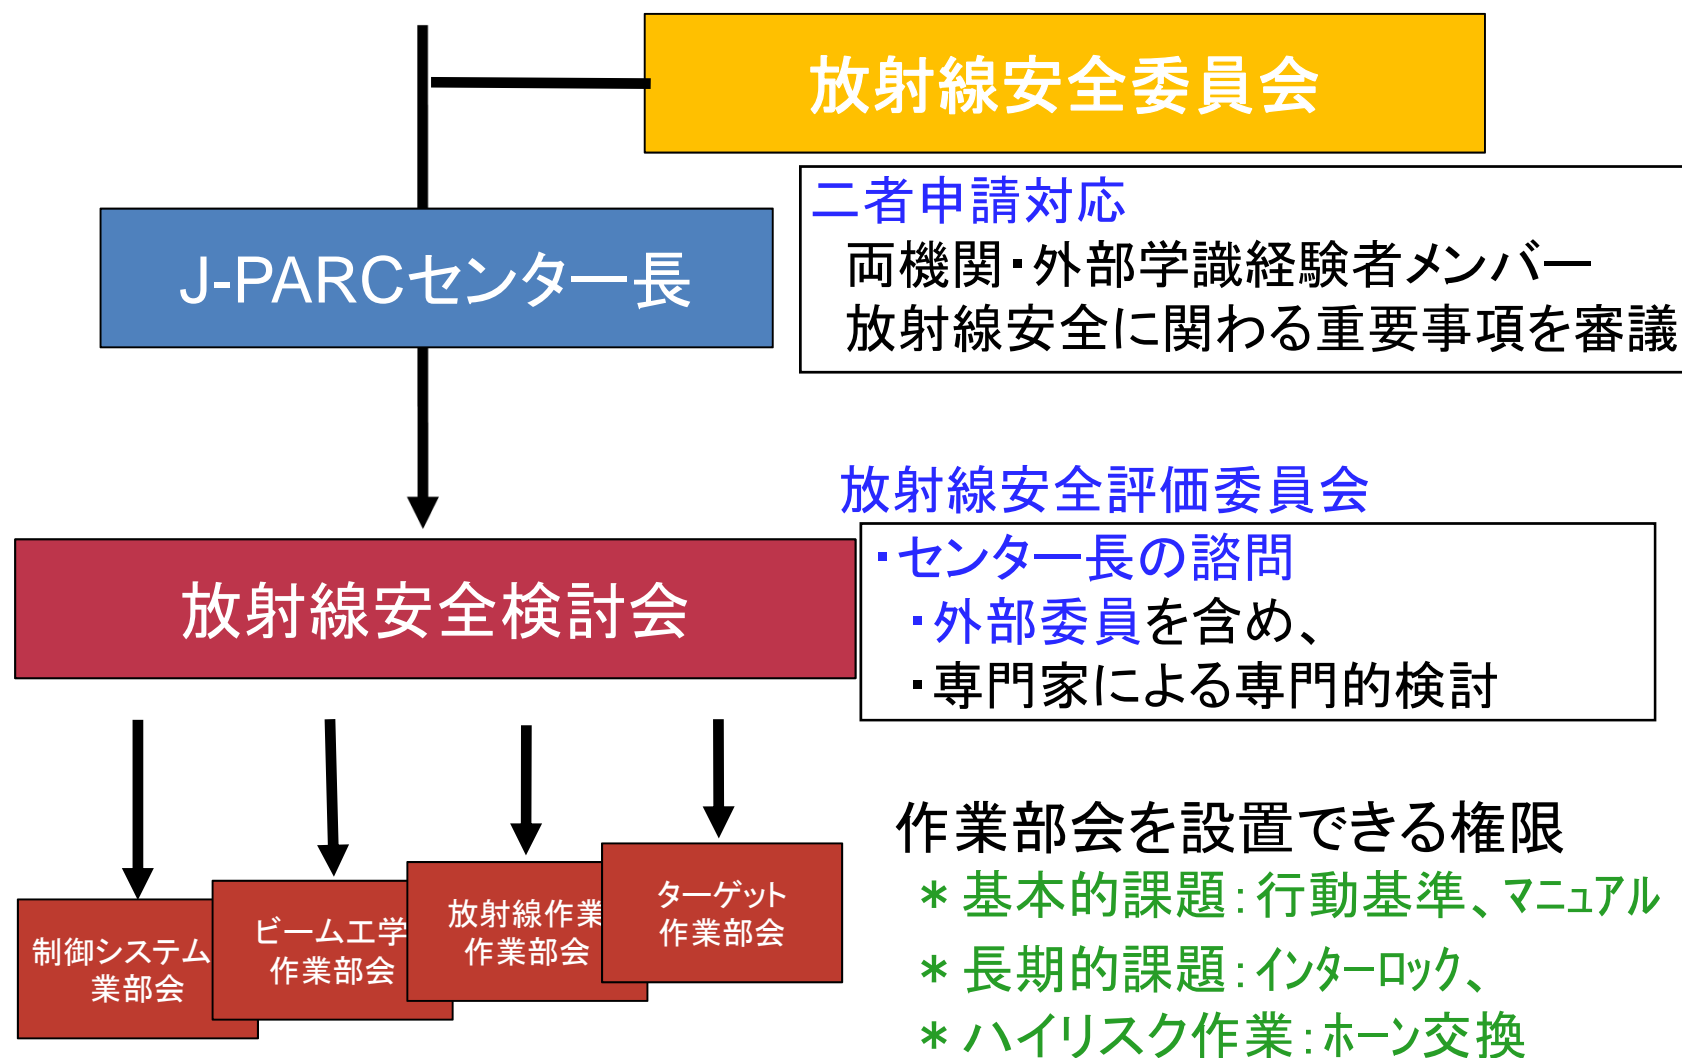 放射線安全委員会
二者申請対応
両機関・外部学識経験者メンバー
放射線安全に関わる重要事項を審議
J-PARCセンター長
放射線安全評価委員会
・センター長の諮問
・外部委員を含め、
・専門家による専門的検討
放射線安全検討会
作業部会を設置できる権限
*基本的課題：行動基準、マニュアル
*長期的課題：インターロック、
*ハイリスク作業：ホーン交換
制御システム
業部会
ビーム工学
作業部会
放射線作業
作業部会
ターゲット
作業部会